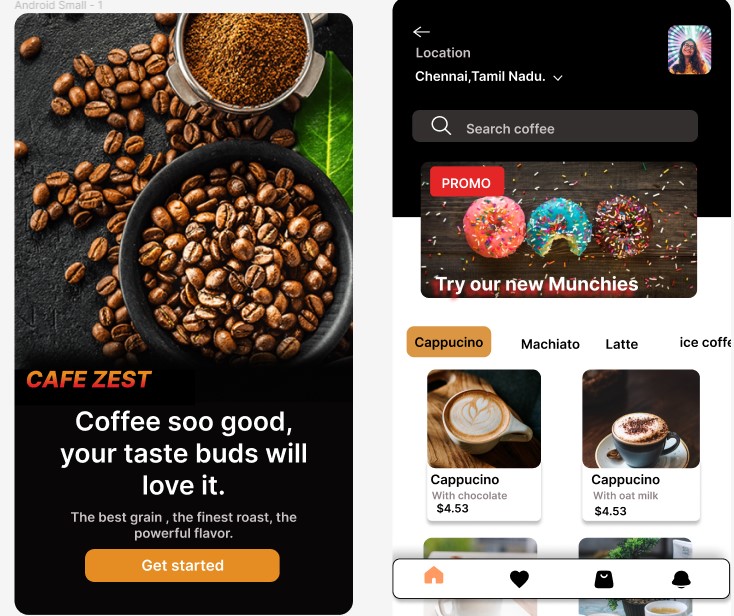 Android Small - 1
CAFE ZEST
Coffee soo good,
your taste buds will
love it.
The best grain , the finest roast, the
powerful flavor.
Get started
Location
Chennai,Tamil Nadu.
Search coffee
PROMO
Try our new Munchies
Cappucino
Machiato
Latte
ice coffe
Cappucino
With chocolate
$4.53
Cappucino
With oat milk
$4.53